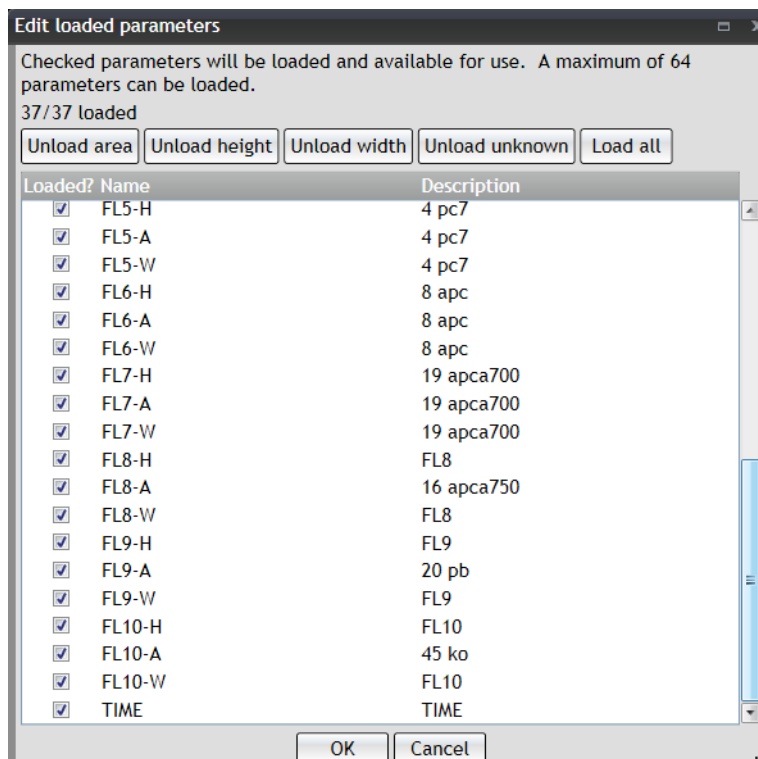 Edit loaded parameters
Checked parameters will be loaded and available for use. A maximum of 64
parameters can be loaded.
37/37 loaded
Unload area Unload height Unload width Unload unknown Load all
Loaded? Name Description
FL5-H 4 pc7
FL5-A 4 pc7
FL5-W 4 pc7
FL6-H 8 apc
FL6-A 8 apc
FL6-W 8 apc
FL7-H 19 apca700
FL7-A 19 apca700
FL7-W 19 apca700
FL8-H FL8
FL8-A 16 apca750
FL8-W FL8
FL9-H FL9
FL9-A 20 pb
FL9-W FL9
FL10-H FL10
FL10-A 45 ko
FL10-W FL10
TIME TIME
OK Cancel